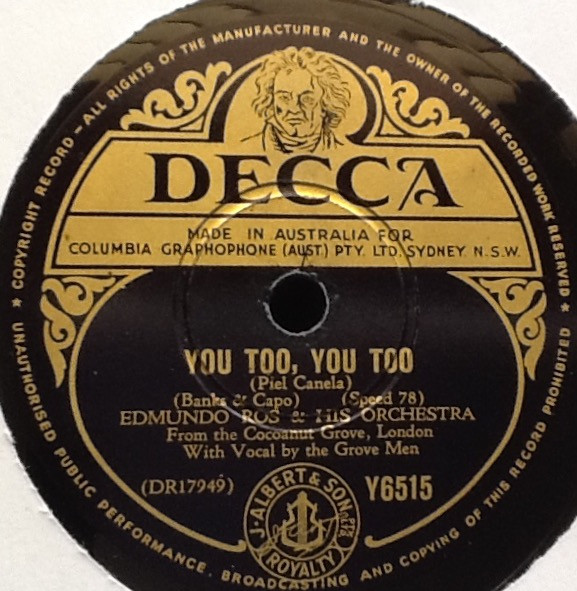 ★ COPYRIGHT RECORD – ALL RIGHTS OF THE MANUFACTURER AND THE OWNER OF THE RECORDED WORK RESERVED ★
DECCA
MADE IN AUSTRALIA FOR
COLUMBIA GRAPHOPHONE (AUST) PTY. LTD. SYDNEY. N.S.W.
YOU TOO, YOU TOO
(Piel Canela)
(Banks & Capo) (Speed 78)
EDMUNDO ROS & HIS ORCHESTRA
From the Cocoanut Grove, London
With Vocal by the Grove Men
(DR17949)
Y6515
J. ALBERT & SON PTY. LTD.
ROYALTY
UNAUTHORISED PUBLIC PERFORMANCE, BROADCASTING AND COPYING OF THIS RECORD PROHIBITED